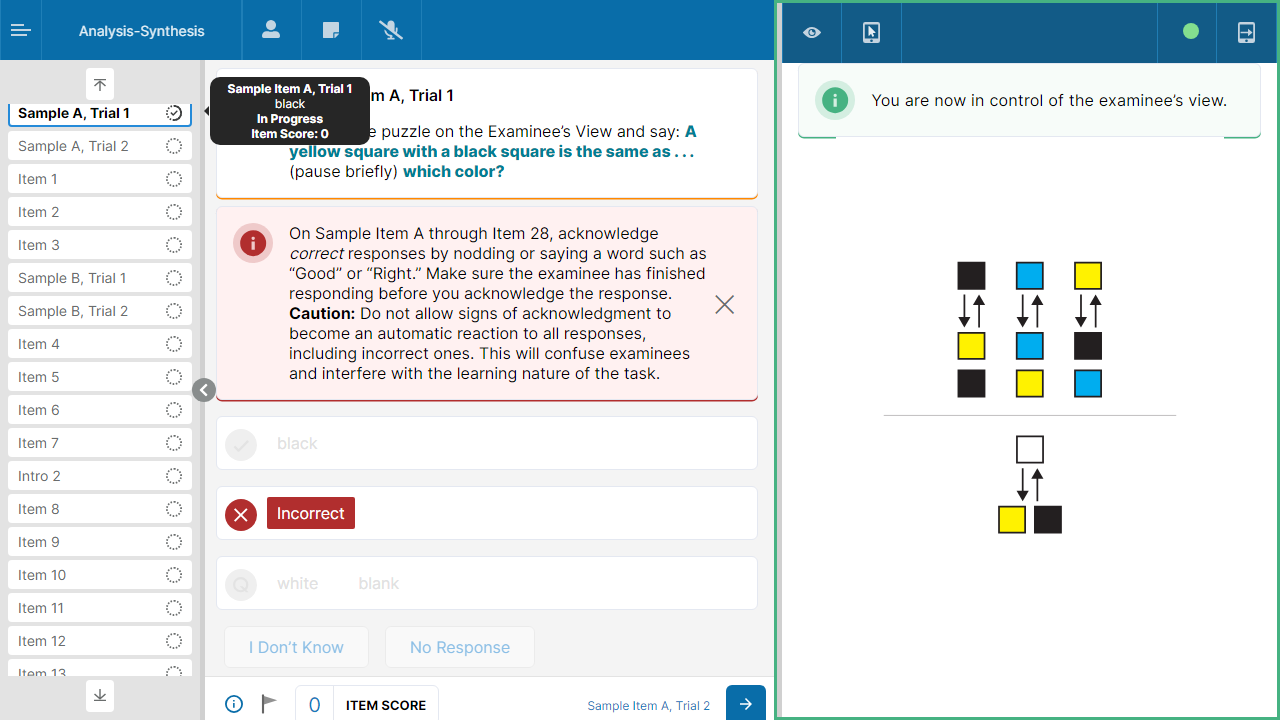 Analysis-Synthesis
Sample A, Trial 1
Sample A, Trial 2
Item 1
Item 2
Item 3
Sample B, Trial 1
Sample B, Trial 2
Item 4
Item 5
Item 6
Item 7
Intro 2
Item 8
Item 9
Item 10
Item 11
Item 12
Item 13
Sample Item A, Trial 1
black
In Progress
Item Score: 0
m A, Trial 1
e puzzle on the Examinee’s View and say: A
yellow square with a black square is the same as . . .
(pause briefly) which color?
On Sample Item A through Item 28, acknowledge
correct responses by nodding or saying a word such as
“Good” or “Right.” Make sure the examinee has finished
responding before you acknowledge the response.
Caution: Do not allow signs of acknowledgment to
become an automatic reaction to all responses,
including incorrect ones. This will confuse examinees
and interfere with the learning nature of the task.
black
Incorrect
Q white blank
I Don’t Know No Response
0 ITEM SCORE Sample Item A, Trial 2
You are now in control of the examinee’s view.